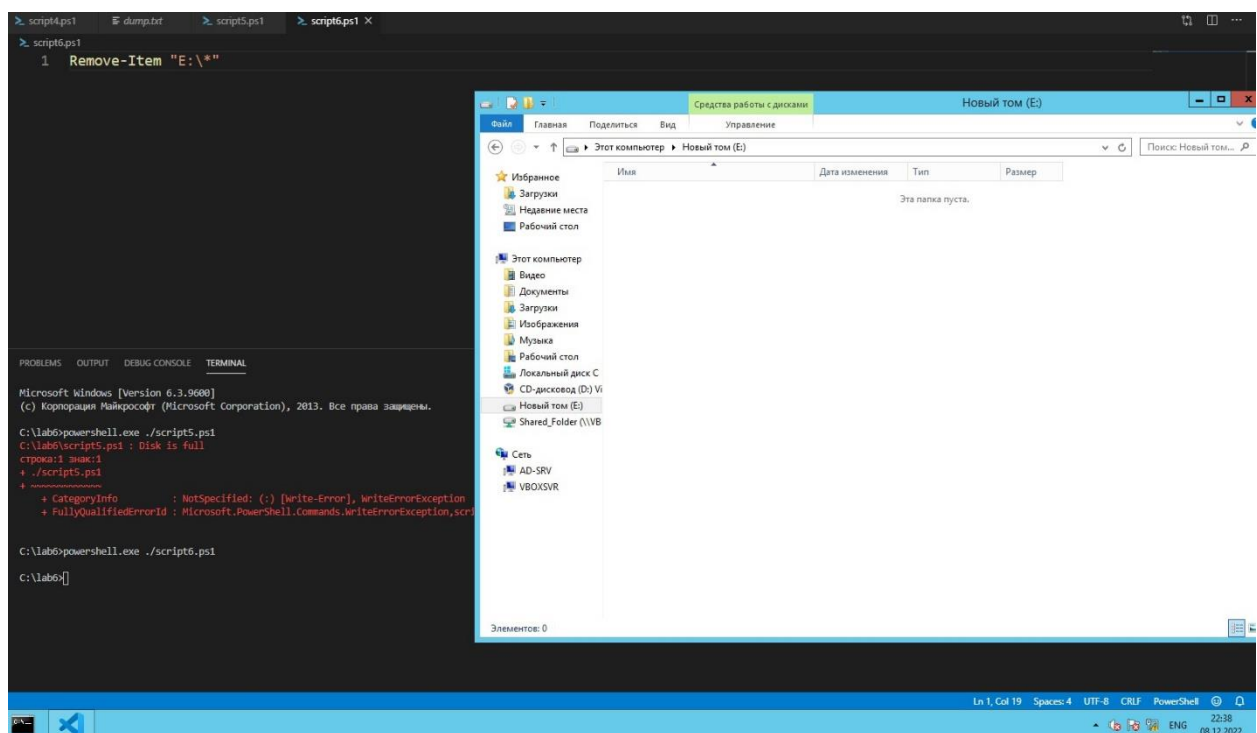 script4.ps1 dump.txt script5.ps1 script6.ps1
script6.ps1
1 Remove-Item "E:\*"
Средства работы с дисками Новый том (E:)
Файл Главная Поделиться Вид Управление
Этот компьютер Новый том (E:) Поиск: Новый том...
Имя Дата изменения Тип Размер
Эта папка пуста.
Избранное
Загрузки
Недавние места
Рабочий стол
Этот компьютер
Видео
Документы
Загрузки
Изображения
Музыка
Рабочий стол
Локальный диск C
CD-дисковод (D:) Vi
Новый том (E:)
Shared_Folder (\\VB
Сеть
AD-SRV
VBOXSVR
Элементов: 0
PROBLEMS OUTPUT DEBUG CONSOLE TERMINAL
Microsoft Windows [Version 6.3.9600]
(c) Корпорация Майкрософт (Microsoft Corporation), 2013. Все права защищены.
C:\lab6>powershell.exe ./script5.ps1
C:\lab6\script5.ps1 : Disk is full
строка:1 знак:1
+ ./script5.ps1
+ ~~~~~~~~~~~~~
+ CategoryInfo : NotSpecified: (:) [Write-Error], WriteErrorException
+ FullyQualifiedErrorId : Microsoft.PowerShell.Commands.WriteErrorException,scri
C:\lab6>powershell.exe ./script6.ps1
C:\lab6>
Ln 1, Col 19 Spaces: 4 UTF-8 CRLF PowerShell
ENG 22:38
08.12.2022